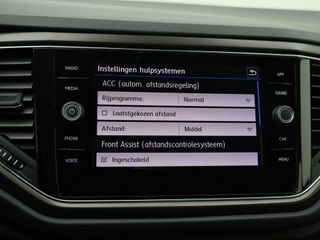 RADIO
MEDIA
PHONE
VOICE
Instellingen hulpsystemen
ACC (autom. afstandsregeling)
Rijprogramma: Normal
Laatstgekozen afstand
Afstand: Middel
Front Assist (afstandscontrolesysteem)
Ingeschakeld
APP
SOUND
CAR
MENU